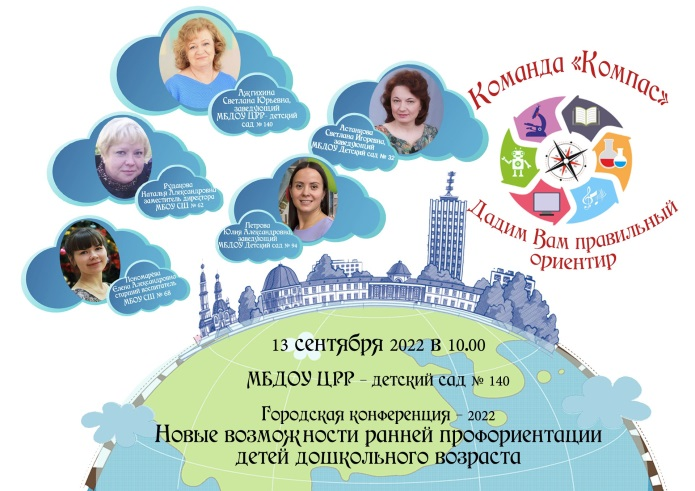 Ажгихина
Светлана Юрьевна,
заведующий
МБДОУ ЦРР- детский
сад № 140
Светлана Игоревна,
заведующий
МБДОУ Детский сад № 32
Наталья Александровна
заместитель директора
МБОУ СШ № 62
Петрова
Юлия Александровна,
заведующий
МБДОУ Детский сад № 94
Пономарева
Елена Александровна
старший воспитатель
МБОУ СШ № 68
Команда «Компас»
Дадим Вам правильный
ориентир
13 сентября 2022 в 10.00
МБДОУ ЦРР – детский сад № 140
Городская конференция – 2022
Новые возможности ранней профориентации
детей дошкольного возраста